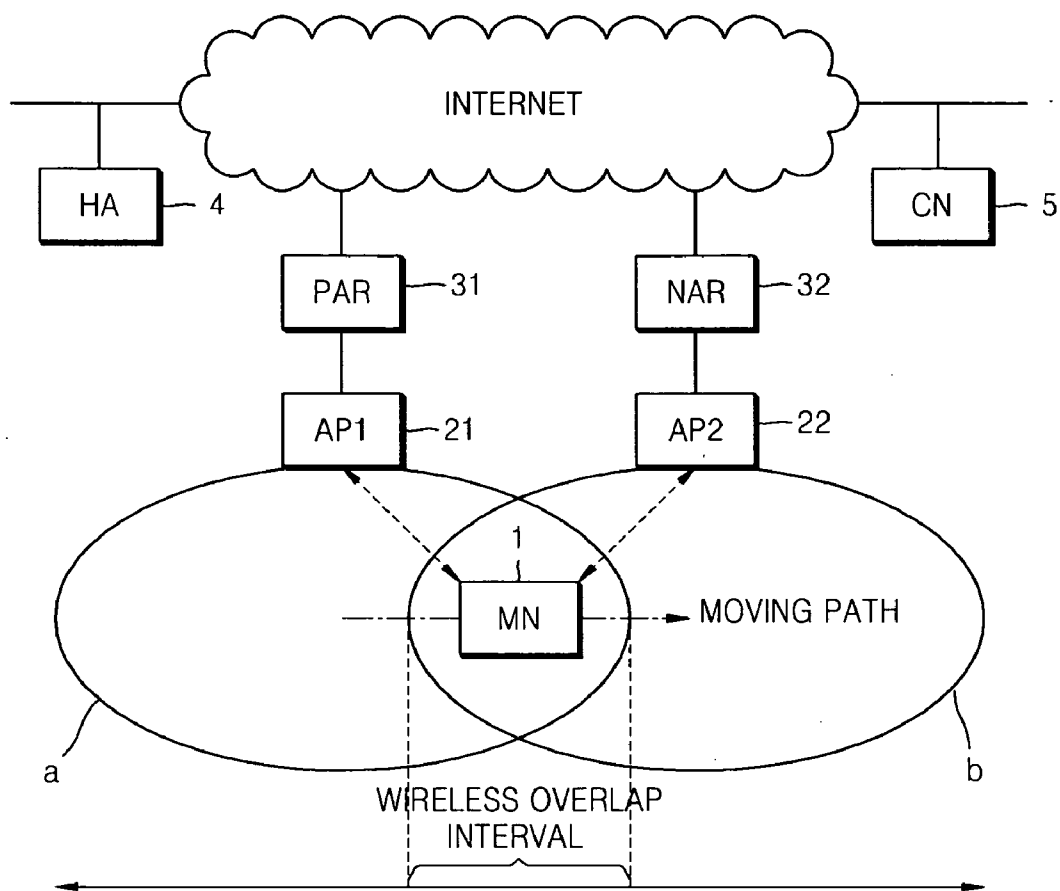 INTERNET
HA
4
CN
5
PAR
31
NAR
32
AP1
21
AP2
22
1
MN
MOVING PATH
a
b
WIRELESS OVERLAP
INTERVAL